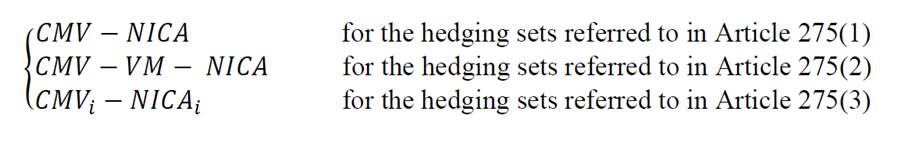 CMV − NICA for the hedging sets referred to in Article 275(1)
CMV − VM − NICA for the hedging sets referred to in Article 275(2)
CMVᵢ − NICAᵢ for the hedging sets referred to in Article 275(3)